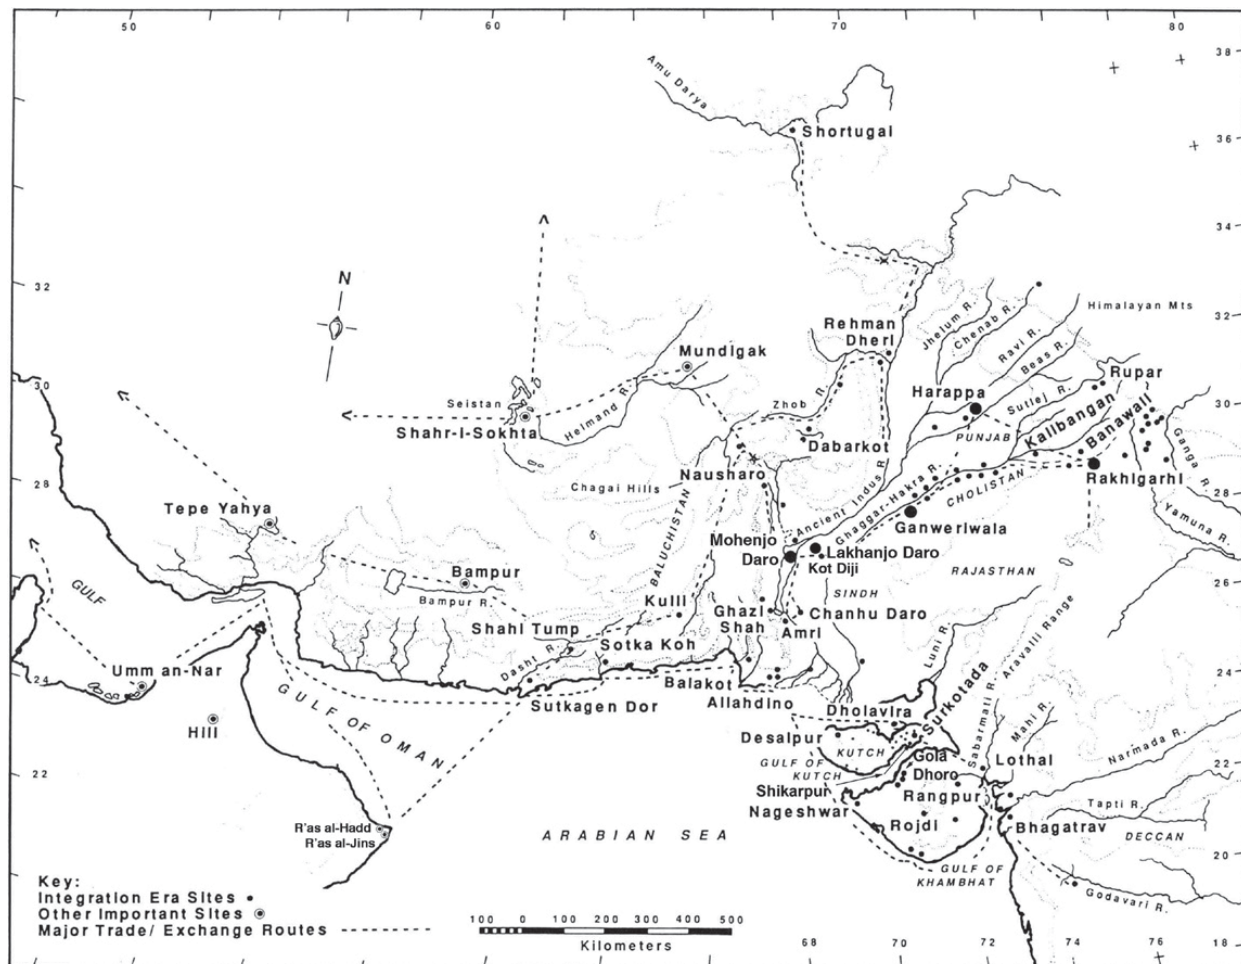 50
60
70
80
38
Amu Darya
Shortugai
36
34
N
32
Himalayan Mts
32
Rehman
Dheri
Jhelum R.
Chenab R.
Ravi R.
Beas R.
Mundigak
30
Seistan
Helmand R.
Zhob R.
Harappa
Sutlej R.
Rupar
30
Shahr-I-Sokhta
PUNJAB
Kalibangan
Banawali
Ganga R.
Dabarkot
28
Chagai Hills
Nausharo
Ancient Indus R.
Ghaggar-Hakra R.
CHOLISTAN
Rakhigarhi
28
Tepe Yahya
BALUCHISTAN
Ganweriwala
Yamuna R.
Mohenjo
Daro
Lakhanjo Daro
Kot Diji
GULF
Bampur
RAJASTHAN
26
Bampur R.
Kulli
SINDH
Ghazi
Shah
Chanhu Daro
Shahi Tump
Amri
Dasht R.
Sotka Koh
Luni R.
Aravalli Range
Umm an-Nar
24
Balakot
24
GULF OF OMAN
Sutkagen Dor
Allahdino
Dholavira
Surkotada
Sabarmati R.
Mahi R.
Hili
Desalpur
KUTCH
Narmada R.
22
GULF OF
KUTCH
Gola
Dhoro
Lothal
22
Shikarpur
Rangpur
Nageshwar
Tapti R.
R'as al-Hadd
R'as al-Jins
ARABIAN SEA
Rojdi
Bhagatrav
DECCAN
20
GULF OF
KHAMBHAT
Godavari R.
Key:
Integration Era Sites
Other Important Sites
Major Trade/ Exchange Routes
100 0 100 200 300 400 500
Kilometers
68
70
72
74
76
18